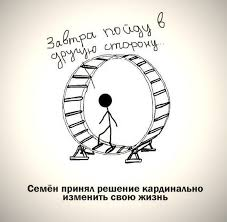 Завтра пойду в
другую сторону..
Семён принял решение кардинально
изменить свою жизнь